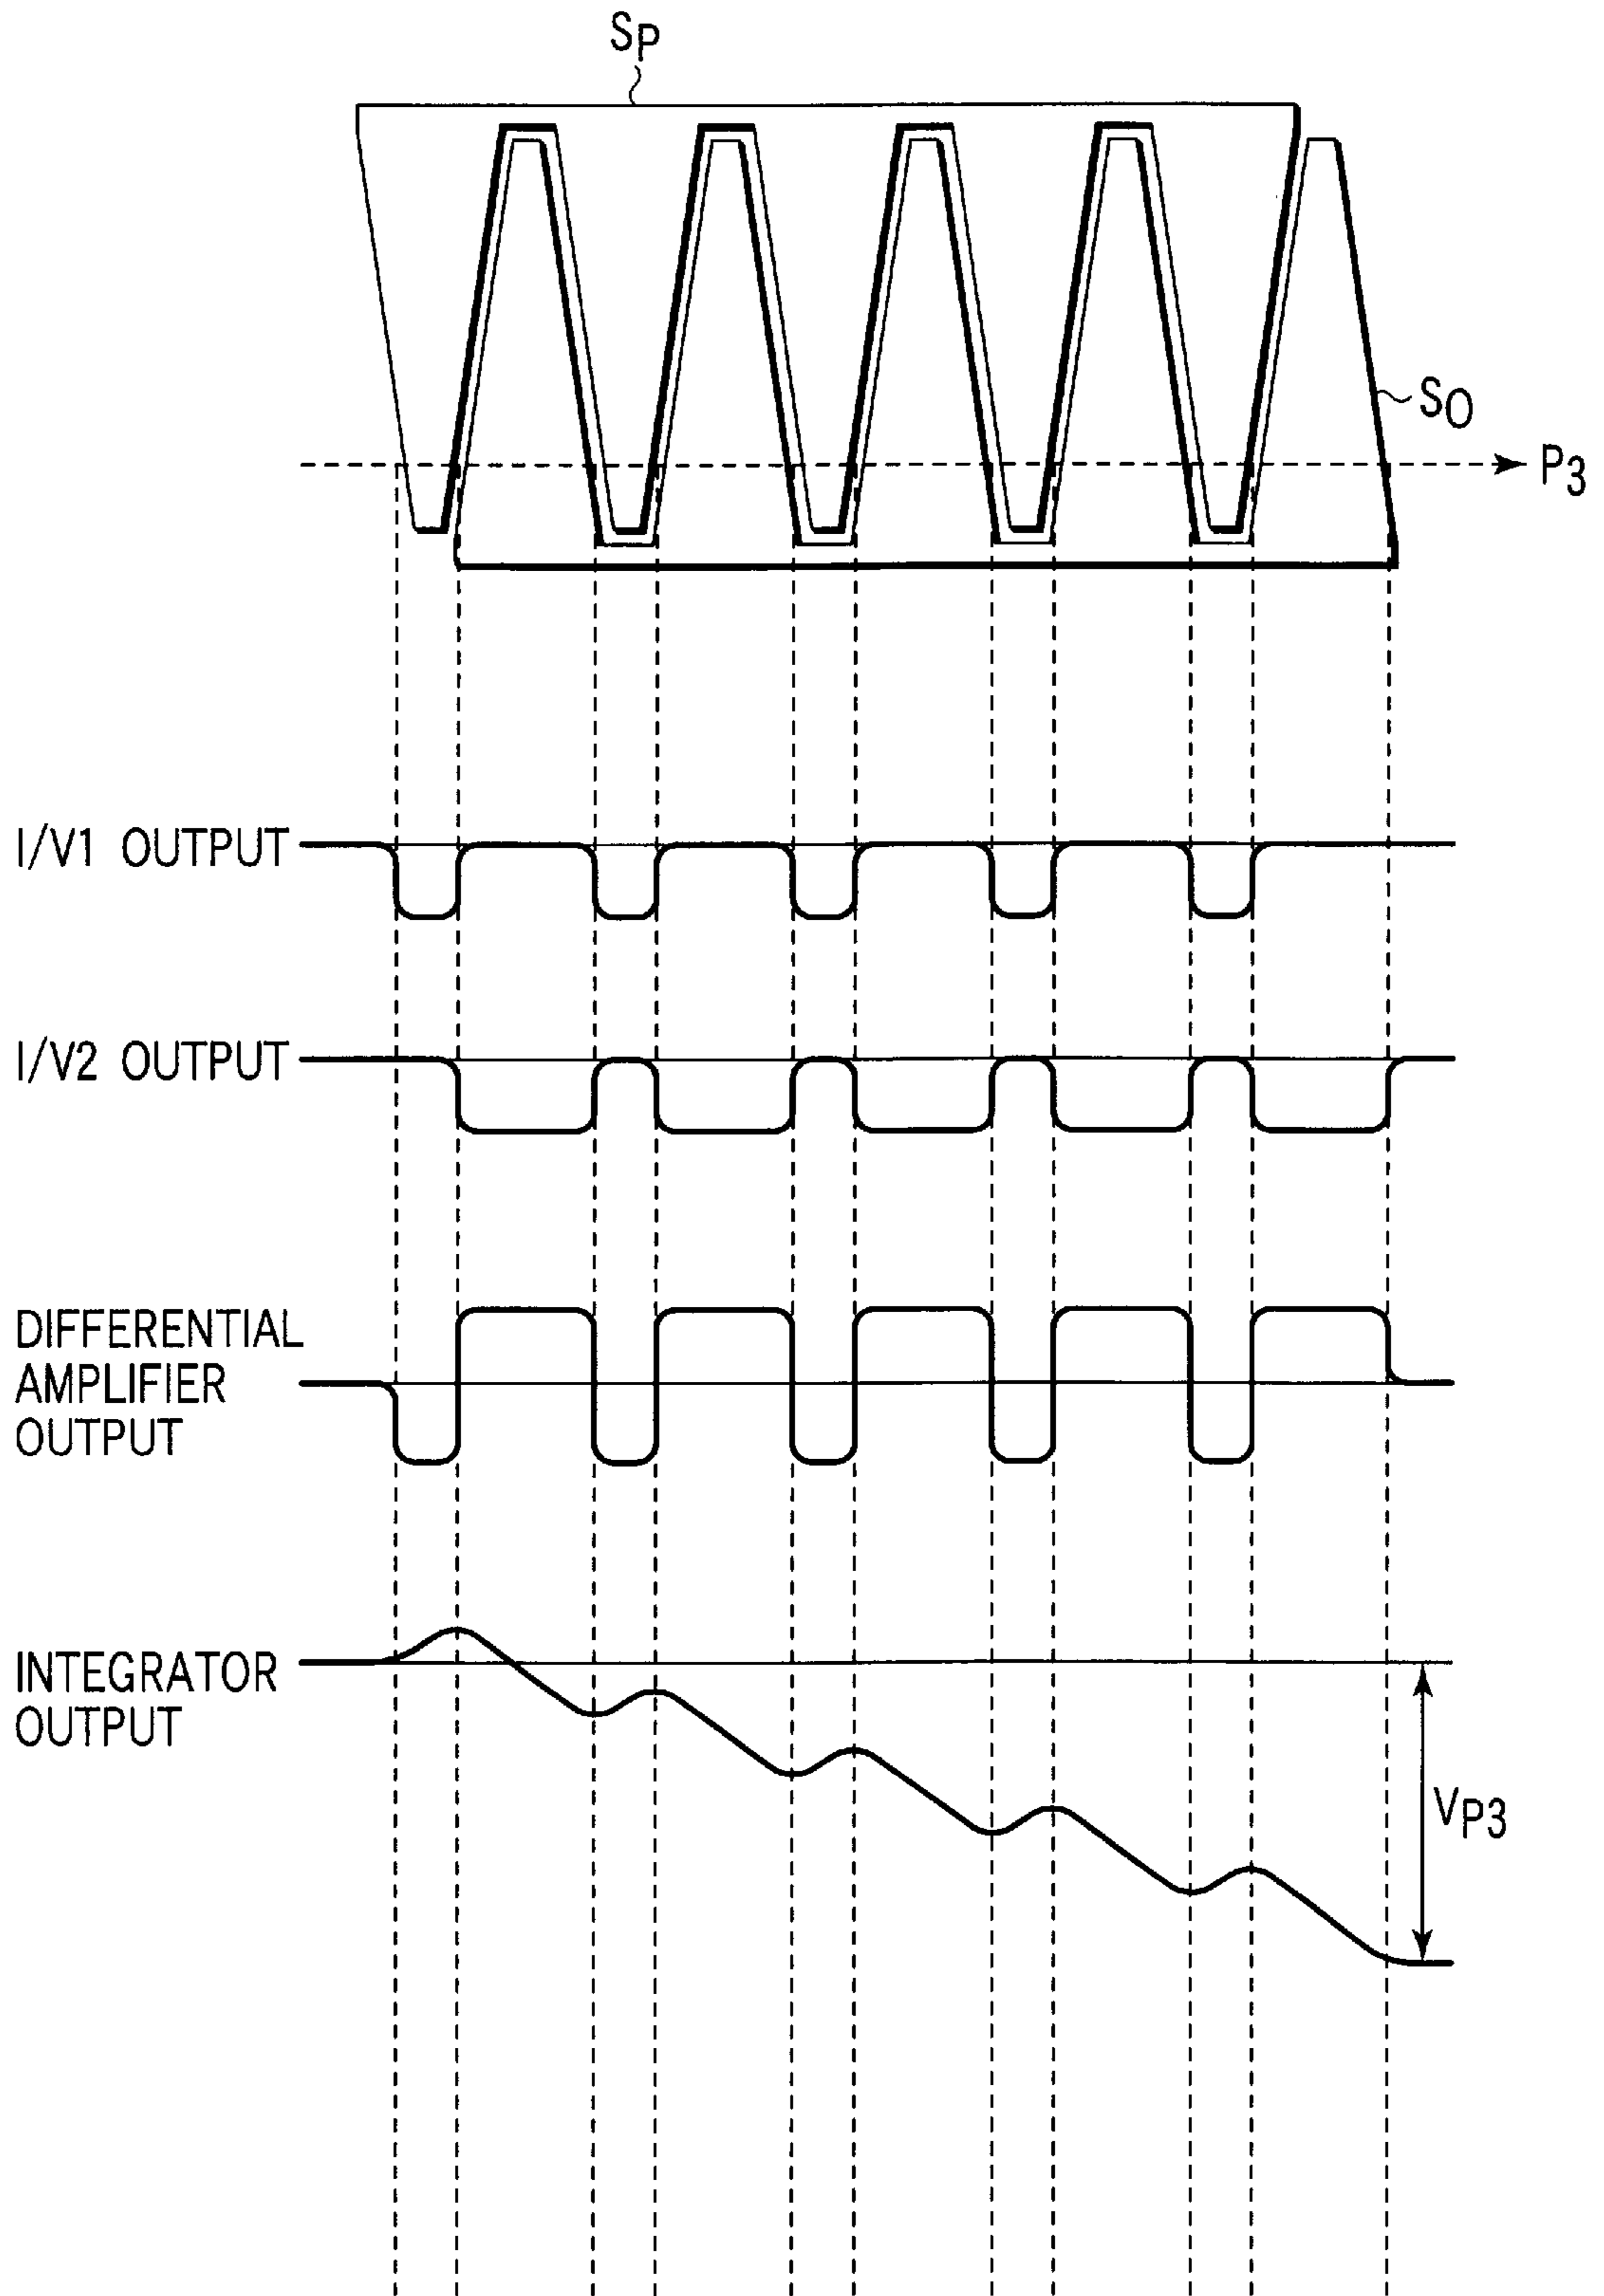 SP
SO
P3
I/V1 OUTPUT
I/V2 OUTPUT
DIFFERENTIAL
AMPLIFIER
OUTPUT
INTEGRATOR
OUTPUT
VP3